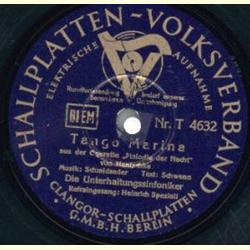 SCHALLPLATTEN-VOLKSVERBAND
ELEKTRISCHE AUFNAHME
BIEM
Nr. T 4632
Tango Marina
aus der Operette „Melodie der Nacht"
Musik: Schmidseder Text: Schwenn
Die Unterhaltungssinfoniker
Refraingesang: Heinrich Spezial
CLANGOR-SCHALLPLATTEN
G.M.B.H. BERLIN